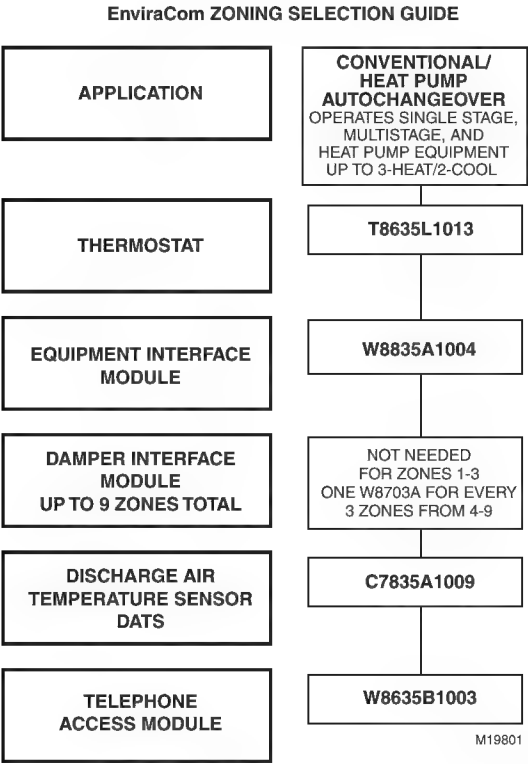 EnviraCom ZONING SELECTION GUIDE
APPLICATION
CONVENTIONAL/
HEAT PUMP
AUTOCHANGEOVER
OPERATES SINGLE STAGE,
MULTISTAGE, AND
HEAT PUMP EQUIPMENT
UP TO 3-HEAT/2-COOL
THERMOSTAT
T8635L1013
EQUIPMENT INTERFACE
MODULE
W8835A1004
DAMPER INTERFACE
MODULE
UP TO 9 ZONES TOTAL
NOT NEEDED
FOR ZONES 1-3
ONE W8703A FOR EVERY
3 ZONES FROM 4-9
DISCHARGE AIR
TEMPERATURE SENSOR
DATS
C7835A1009
TELEPHONE
ACCESS MODULE
W8635B1003
M19801